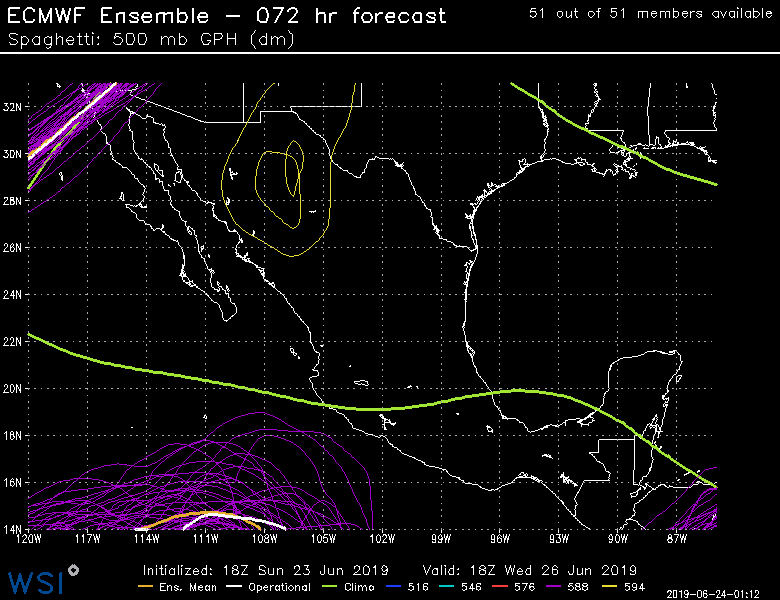 ECMWF Ensemble – 072 hr forecast
51 out of 51 members available
Spaghetti: 500 mb GPH (dm)
32N
30N
28N
26N
24N
22N
20N
18N
16N
14N
120W 117W 114W 111W 108W 105W 102W 99W 96W 93W 90W 87W
Initialized: 18Z Sun 23 Jun 2019 Valid: 18Z Wed 26 Jun 2019
Ens. Mean Operational Climo 516 546 576 588 594
WSI
2019-06-24-01:12